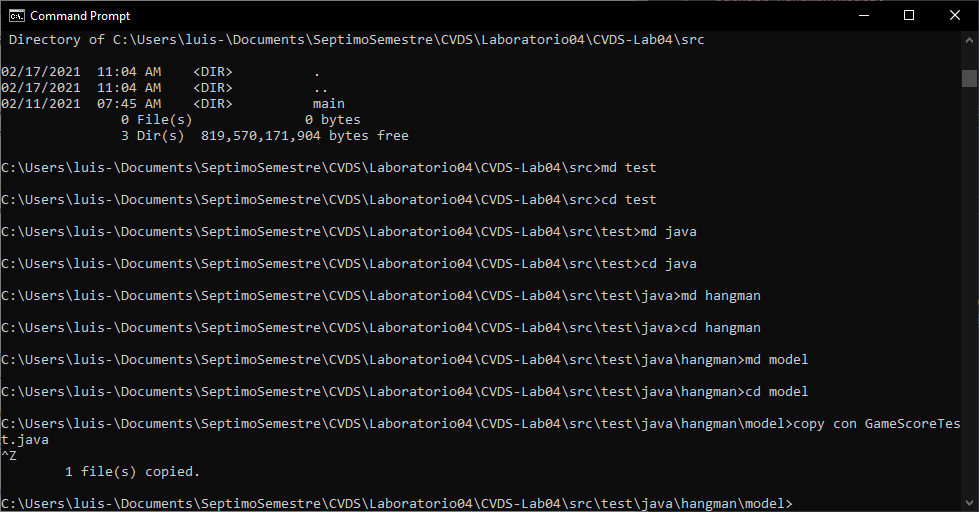 Command Prompt
Directory of C:\Users\luis-\Documents\SeptimoSemestre\CVDS\Laboratorio04\CVDS-Lab04\src
02/17/2021  11:04 AM    <DIR>          .
02/17/2021  11:04 AM    <DIR>          ..
02/11/2021  07:45 AM    <DIR>          main
0 File(s)              0 bytes
3 Dir(s)  819,570,171,904 bytes free
C:\Users\luis-\Documents\SeptimoSemestre\CVDS\Laboratorio04\CVDS-Lab04\src>md test
C:\Users\luis-\Documents\SeptimoSemestre\CVDS\Laboratorio04\CVDS-Lab04\src>cd test
C:\Users\luis-\Documents\SeptimoSemestre\CVDS\Laboratorio04\CVDS-Lab04\src\test>md java
C:\Users\luis-\Documents\SeptimoSemestre\CVDS\Laboratorio04\CVDS-Lab04\src\test>cd java
C:\Users\luis-\Documents\SeptimoSemestre\CVDS\Laboratorio04\CVDS-Lab04\src\test\java>md hangman
C:\Users\luis-\Documents\SeptimoSemestre\CVDS\Laboratorio04\CVDS-Lab04\src\test\java>cd hangman
C:\Users\luis-\Documents\SeptimoSemestre\CVDS\Laboratorio04\CVDS-Lab04\src\test\java\hangman>md model
C:\Users\luis-\Documents\SeptimoSemestre\CVDS\Laboratorio04\CVDS-Lab04\src\test\java\hangman>cd model
C:\Users\luis-\Documents\SeptimoSemestre\CVDS\Laboratorio04\CVDS-Lab04\src\test\java\hangman\model>copy con GameScoreTes
t.java
^Z
1 file(s) copied.
C:\Users\luis-\Documents\SeptimoSemestre\CVDS\Laboratorio04\CVDS-Lab04\src\test\java\hangman\model>